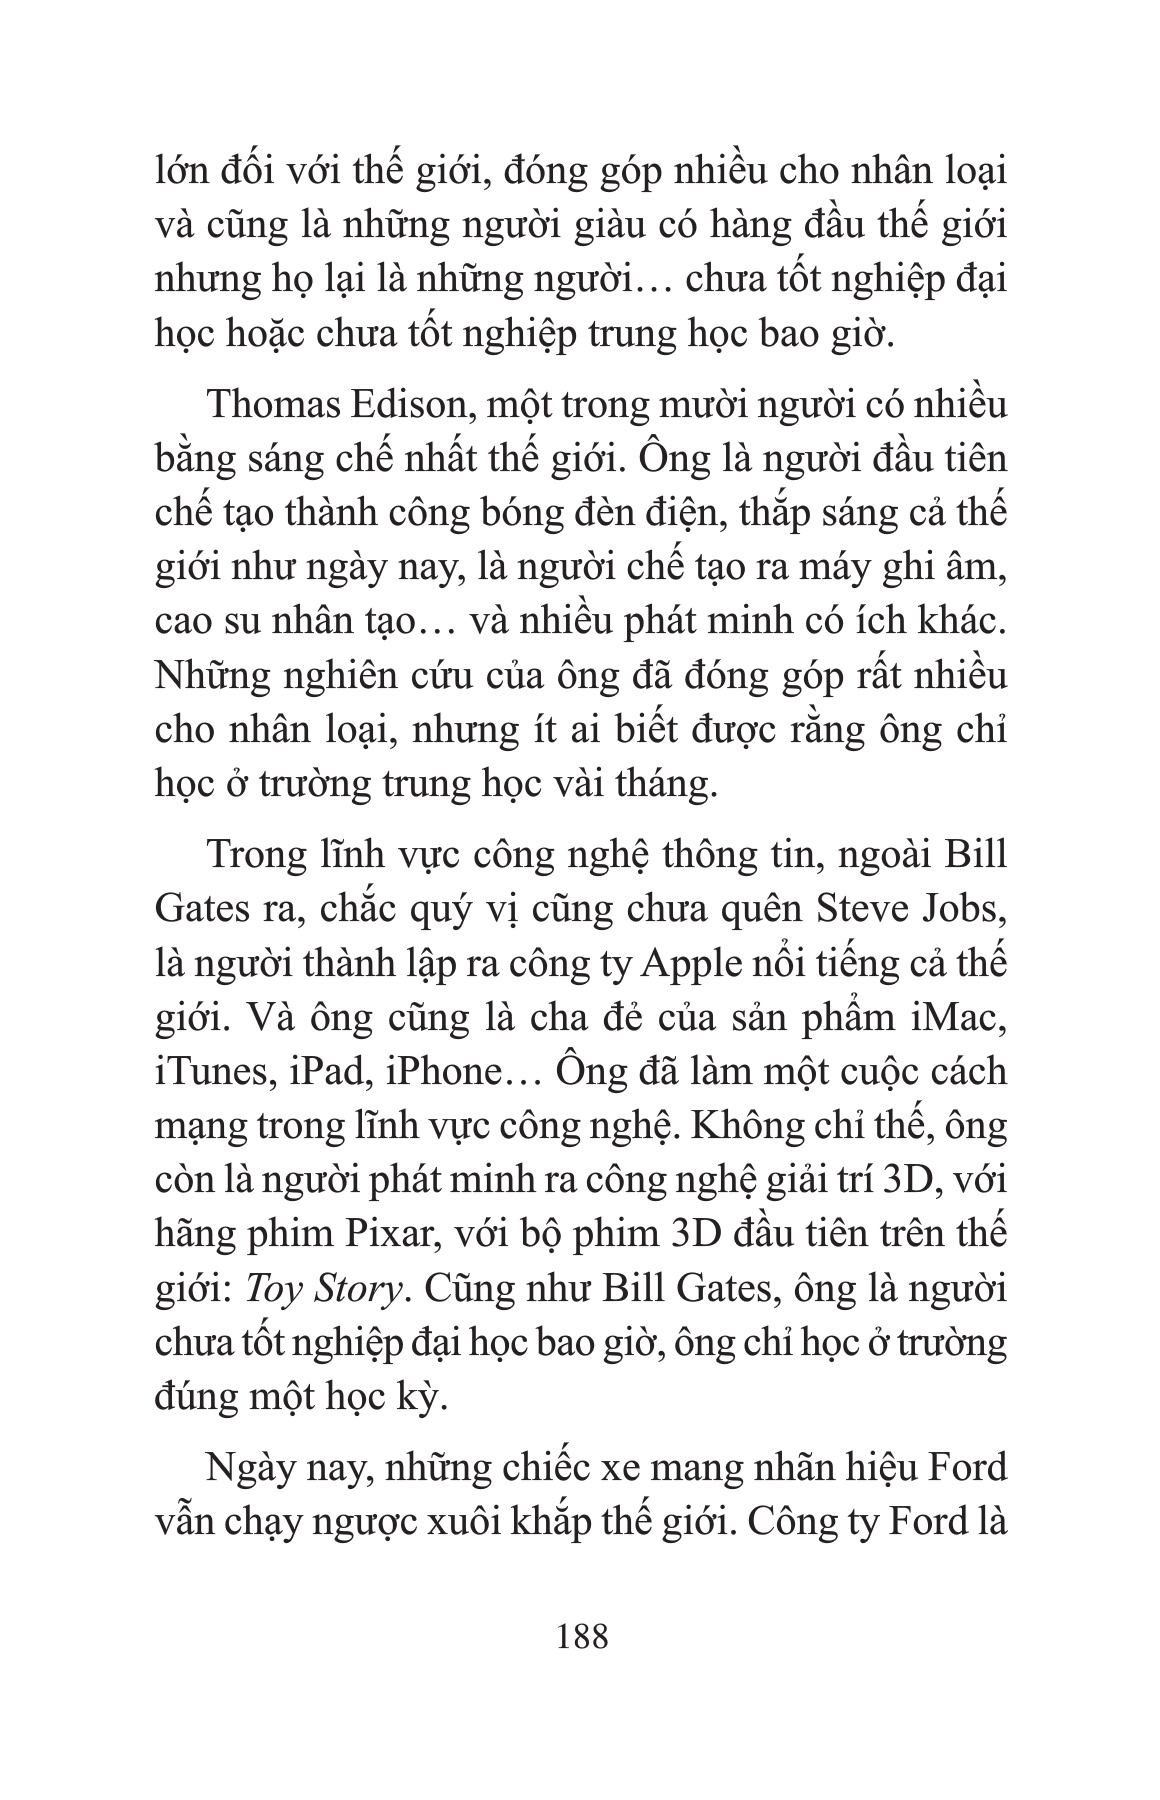 lớn đối với thế giới, đóng góp nhiều cho nhân loại
và cũng là những người giàu có hàng đầu thế giới
nhưng họ lại là những người… chưa tốt nghiệp đại
học hoặc chưa tốt nghiệp trung học bao giờ.
Thomas Edison, một trong mười người có nhiều
bằng sáng chế nhất thế giới. Ông là người đầu tiên
chế tạo thành công bóng đèn điện, thắp sáng cả thế
giới như ngày nay, là người chế tạo ra máy ghi âm,
cao su nhân tạo… và nhiều phát minh có ích khác.
Những nghiên cứu của ông đã đóng góp rất nhiều
cho nhân loại, nhưng ít ai biết được rằng ông chỉ
học ở trường trung học vài tháng.
Trong lĩnh vực công nghệ thông tin, ngoài Bill
Gates ra, chắc quý vị cũng chưa quên Steve Jobs,
là người thành lập ra công ty Apple nổi tiếng cả thế
giới. Và ông cũng là cha đẻ của sản phẩm iMac,
iTunes, iPad, iPhone… Ông đã làm một cuộc cách
mạng trong lĩnh vực công nghệ. Không chỉ thế, ông
còn là người phát minh ra công nghệ giải trí 3D, với
hãng phim Pixar, với bộ phim 3D đầu tiên trên thế
giới: Toy Story. Cũng như Bill Gates, ông là người
chưa tốt nghiệp đại học bao giờ, ông chỉ học ở trường
đúng một học kỳ.
Ngày nay, những chiếc xe mang nhãn hiệu Ford
vẫn chạy ngược xuôi khắp thế giới. Công ty Ford là
188